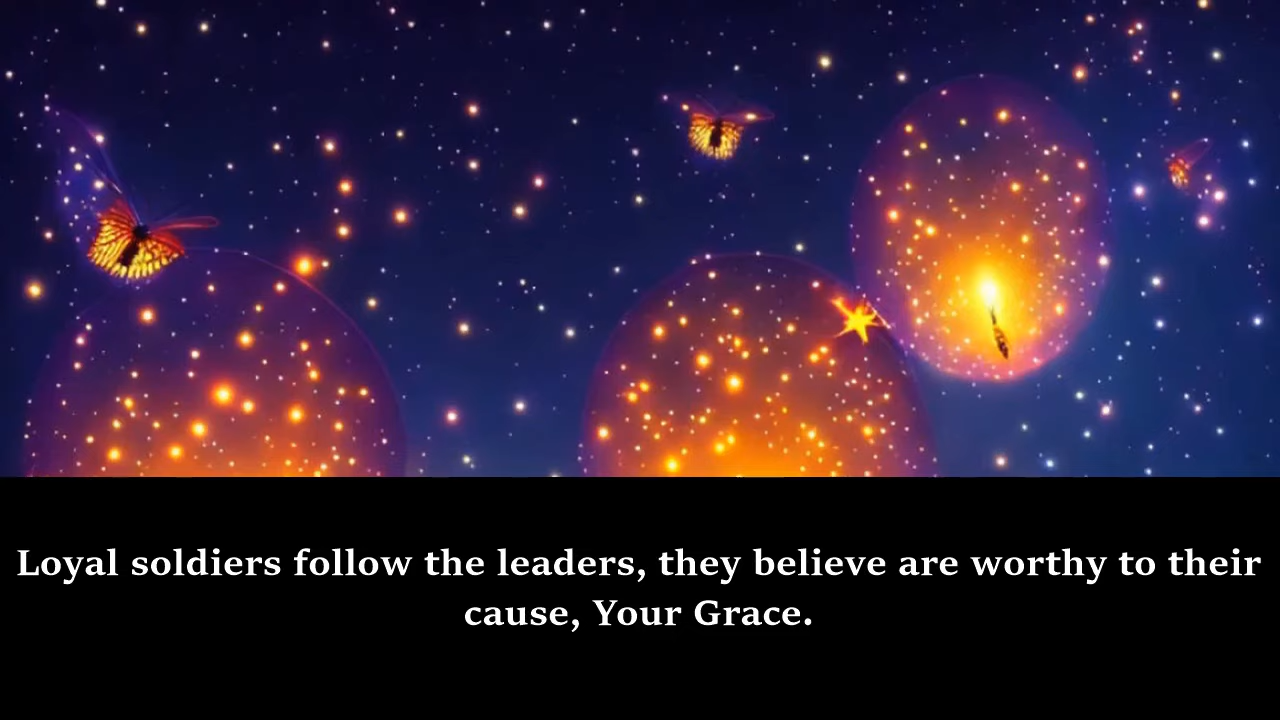 Loyal soldiers follow the leaders, they believe are worthy to their
cause, Your Grace.